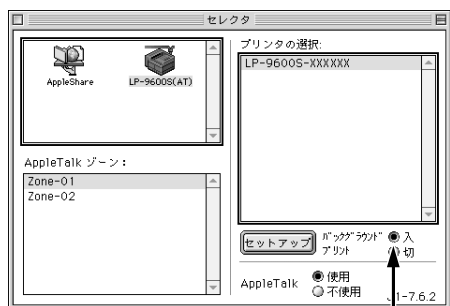 セレクタ
AppleShare
LP-9600S(AT)
AppleTalk ゾーン：
Zone-01
Zone-02
プリンタの選択:
LP-9600S-XXXXXX
セットアップ
バックグラウンド
プリント
入
切
AppleTalk
使用
不使用
1-7.6.2